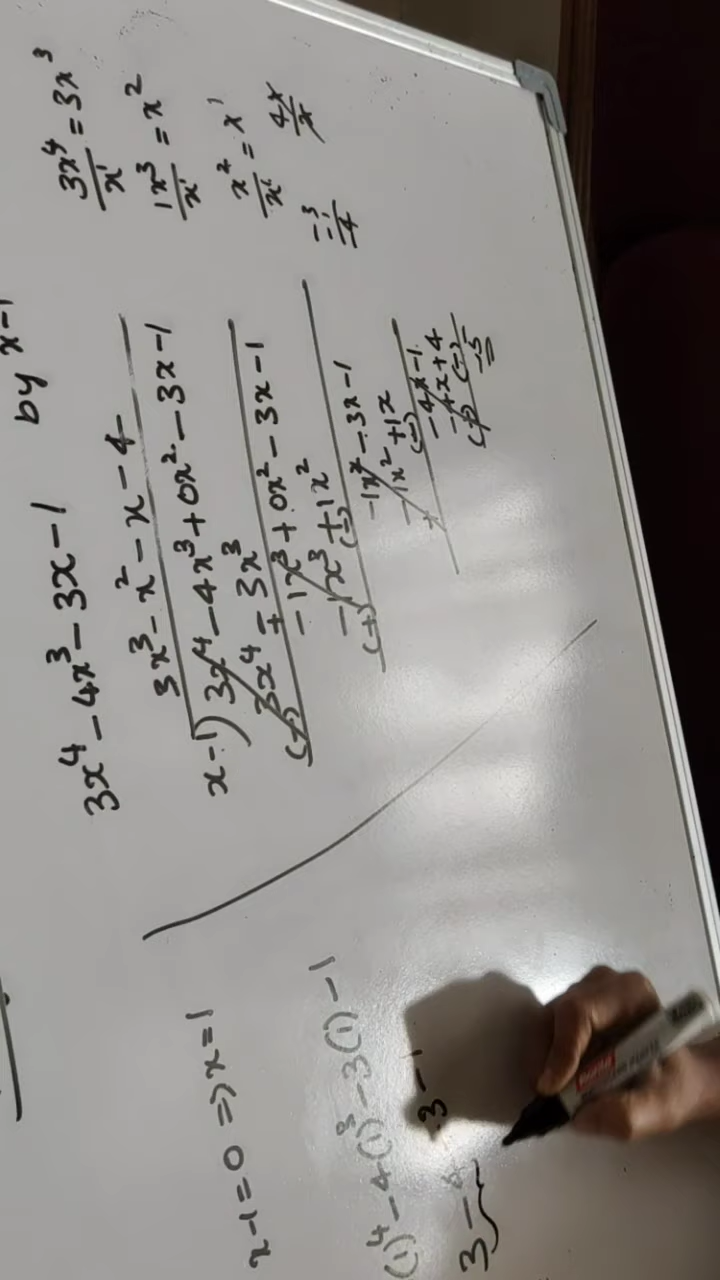 3x⁴ - 4x³ - 3x - 1 by x - 1
3x³ - x² - x - 4
x - 1) 3x⁴ - 4x³ + 0x² - 3x - 1
3x⁴ - 3x³
(-) +
- 1x³ + 0x² - 3x - 1
- 1x³ + 1x²
(+) (-)
- 1x² - 3x - 1
- 1x² + 1x
+ (-)
- 4x - 1
- 4x + 4
(+) (-)
- 5
3x⁴/x¹ = 3x³
1x³/x¹ = x²
x²/x¹ = x¹
4x/x
x - 1 = 0 ⇒ x = 1
(1)⁴ - 4(1)³ - 3(1) - 1
3 - 4 3 - 1